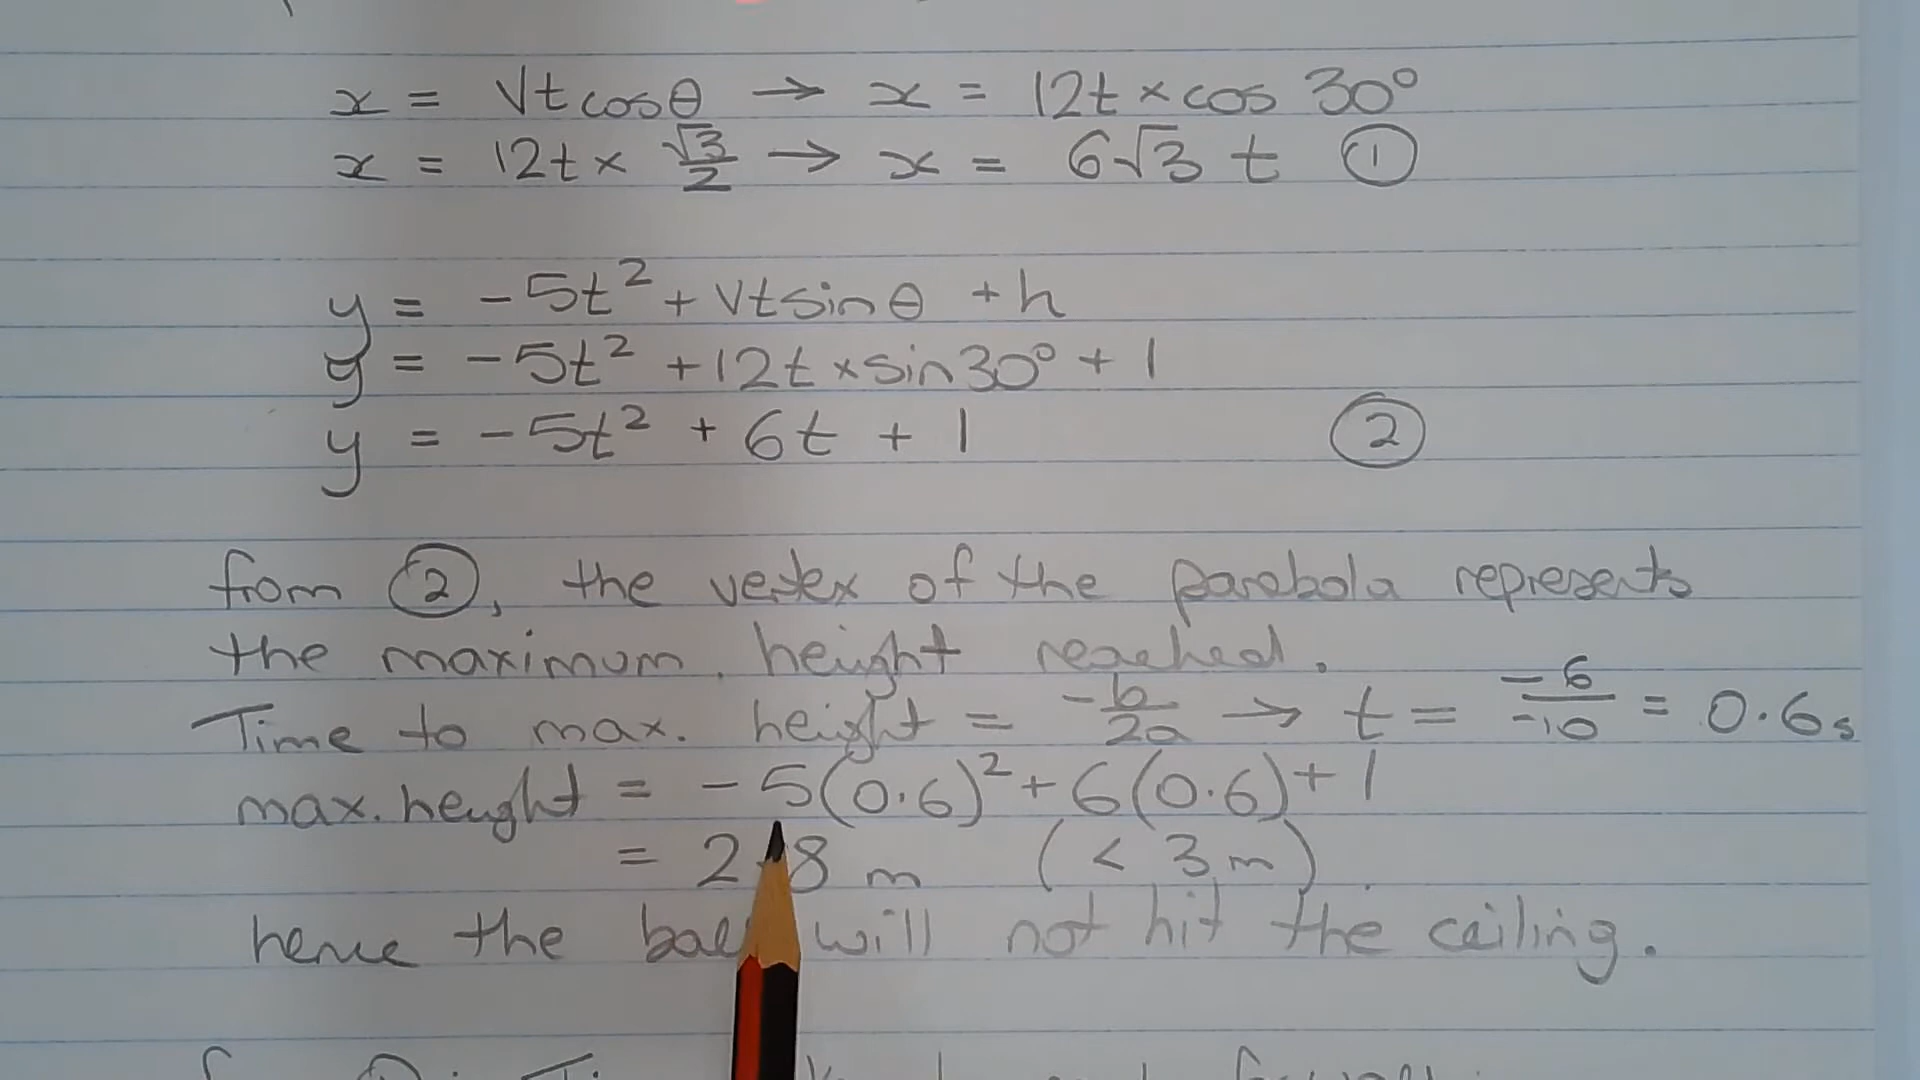 x = Vt cosθ → x = 12t × cos 30°
x = 12t × √3/2 → x = 6√3 t ①
y = -5t² + Vt sinθ + h
y = -5t² + 12t × sin30° + 1
y = -5t² + 6t + 1 ②
from ②, the vertex of the parabola represents
the maximum height reached.
Time to max. height = -b/2a → t = -6/-10 = 0.6s
max. height = -5(0.6)² + 6(0.6) + 1
= 2.8 m (< 3m)
hence the ball will not hit the ceiling.